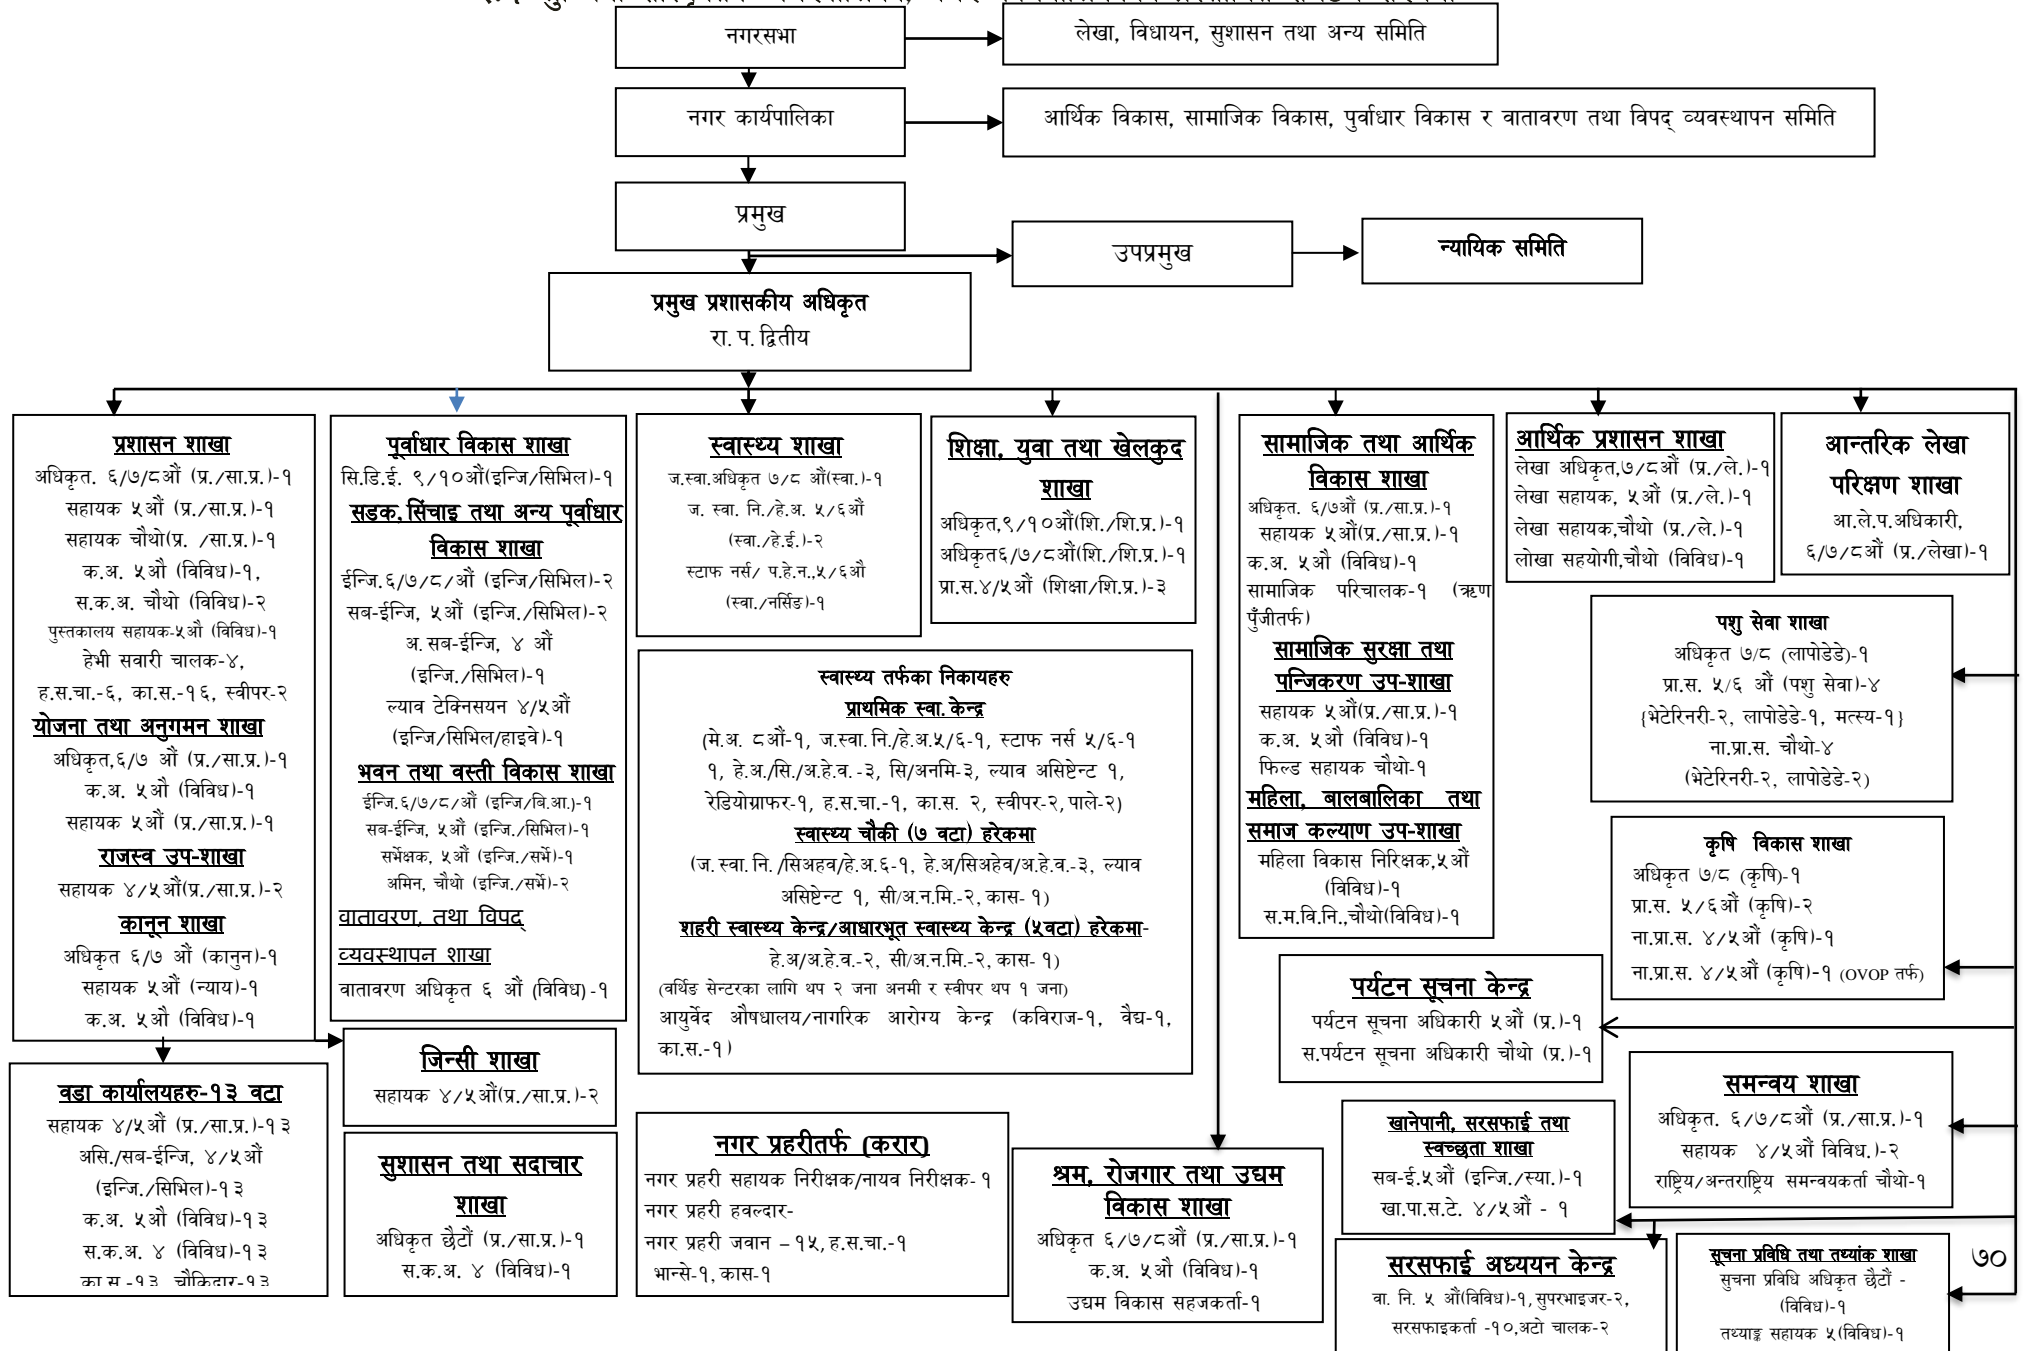 नगरसभा
लेखा, विधायन, सुशासन तथा अन्य समिति
नगर कार्यपालिका
आर्थिक विकास, सामाजिक विकास, पुर्वाधार विकास र वातावरण तथा विपद् व्यवस्थापन समिति
प्रमुख
उपप्रमुख
न्यायिक समिति
प्रमुख प्रशासकीय अधिकृत
रा. प. द्वितीय
प्रशासन शाखा
अधिकृत. ६/७/८औं (प्र./सा.प्र.)-१
सहायक ५औं (प्र./सा.प्र.)-१
सहायक चौथो(प्र. /सा.प्र.)-१
क.अ. ५औ (विविध)-१,
स.क.अ. चौथो (विविध)-२
पुस्तकालय सहायक-५औ (विविध)-१
हेभी सवारी चालक-४,
ह.स.चा.-६, का.स.-१६, स्वीपर-२
योजना तथा अनुगमन शाखा
अधिकृत,६/७ औं (प्र./सा.प्र.)-१
क.अ. ५औ (विविध)-१
सहायक ५औं (प्र./सा.प्र.)-१
राजस्व उप-शाखा
सहायक ४/५औं(प्र./सा.प्र.)-२
कानून शाखा
अधिकृत ६/७ औं (कानुन)-१
सहायक ५औं (न्याय)-१
क.अ. ५औ (विविध)-१
पूर्वाधार विकास शाखा
सि.डि.ई. ९/१०औं(इन्जि/सिभिल)-१
सडक, सिंचाइ तथा अन्य पूर्वाधार
विकास शाखा
ईन्जि.६/७/८/औं (इन्जि/सिभिल)-२
सब-ईन्जि, ५औं (इन्जि./सिभिल)-२
अ. सब-ईन्जि, ४ औं
(इन्जि./सिभिल)-१
ल्याव टेक्निसयन ४/५औं
(इन्जि/सिभिल/हाइवे)-१
भवन तथा वस्ती विकास शाखा
ईन्जि.६/७/८/औं (इन्जि/बि.आ.)-१
सब-ईन्जि, ५औं (इन्जि./सिभिल)-१
सर्भेक्षक, ५औं (इन्जि./सर्भे)-१
अमिन, चौथो (इन्जि./सर्भे)-२
वातावरण, तथा विपद्
व्यवस्थापन शाखा
वातावरण अधिकृत ६ औं (विविध)-१
स्वास्थ्य शाखा
ज.स्वा.अधिकृत ७/८ औं(स्वा.)-१
ज. स्वा. नि./हे.अ. ५/६औं
(स्वा./हे.ई.)-२
स्टाफ नर्स/ प.हे.न.,५/६औ
(स्वा./नर्सिङ)-१
शिक्षा, युवा तथा खेलकुद
शाखा
अधिकृत,९/१०औं(शि./शि.प्र.)-१
अधिकृत६/७/८औं(शि./शि.प्र.)-१
प्रा.स.४/५औं (शिक्षा/शि.प्र.)-३
सामाजिक तथा आर्थिक
विकास शाखा
अधिकृत. ६/७औं (प्र./सा.प्र.)-१
सहायक ५औं(प्र./सा.प्र.)-१
क.अ. ५औ (विविध)-१
सामाजिक परिचालक-१ (ऋण
पुँजीतर्फ)
सामाजिक सुरक्षा तथा
पन्जिकरण उप-शाखा
सहायक ५औं(प्र./सा.प्र.)-१
क.अ. ५औ (विविध)-१
फिल्ड सहायक चौथो-१
महिला, बालबालिका तथा
समाज कल्याण उप-शाखा
महिला विकास निरिक्षक,५औं
(विविध)-१
स.म.वि.नि.,चौथो(विविध)-१
आर्थिक प्रशासन शाखा
लेखा अधिकृत,७/८औं (प्र./ले.)-१
लेखा सहायक, ५औं (प्र./ले.)-१
लेखा सहायक,चौथो (प्र./ले.)-१
लोखा सहयोगी,चौथो (विविध)-१
आन्तरिक लेखा
परिक्षण शाखा
आ.ले.प.अधिकारी,
६/७/८औं (प्र./लेखा)-१
पशु सेवा शाखा
अधिकृत ७/८ (लापोडेडे)-१
प्रा.स. ५/६ औं (पशु सेवा)-४
{भेटेरिनरी-२, लापोडेडे-१, मत्स्य-१}
ना.प्रा.स. चौथो-४
(भेटेरिनरी-२, लापोडेडे-२)
स्वास्थ्य तर्फका निकायहरु
प्राथमिक स्वा. केन्द्र
(मे.अ. ८औं-१, ज.स्वा. नि./हे.अ.५/६-१, स्टाफ नर्स ५/६-१
१, हे.अ./सि./अ.हे.व. -३, सि/अनमि-३, ल्याव असिष्टेन्ट १,
रेडियोग्राफर-१, ह.स.चा.-१, का.स. २, स्वीपर-२, पाले-२)
स्वास्थ्य चौकी (७ वटा) हरेकमा
(ज. स्वा. नि. /सिअहव/हे.अ.६-१, हे.अ/सिअहेव/अ.हे.व.-३, ल्याव
असिष्टेन्ट १, सी/अ.न.मि.-२, कास- १)
शहरी स्वास्थ्य केन्द्र/आधारभूत स्वास्थ्य केन्द्र (५वटा) हरेकमा-
हे.अ/अ.हे.व.-२, सी/अ.न.मि.-२, कास- १)
(वर्थिङ सेन्टरका लागि थप २ जना अनमी र स्वीपर थप १ जना)
आयुर्वेद औषधालय/नागरिक आरोग्य केन्द्र (कविराज-१, वैद्य-१,
का.स.-१)
कृषि विकास शाखा
अधिकृत ७/८ (कृषि)-१
प्रा.स. ५/६औं (कृषि)-२
ना.प्रा.स. ४/५औं (कृषि)-१
ना.प्रा.स. ४/५औं (कृषि)-१ (OVOP तर्फ)
पर्यटन सूचना केन्द्र
पर्यटन सूचना अधिकारी ५औं (प्र.)-१
स.पर्यटन सूचना अधिकारी चौथो (प्र.)-१
जिन्सी शाखा
सहायक ४/५औं(प्र./सा.प्र.)-२
समन्वय शाखा
अधिकृत. ६/७/८औं (प्र./सा.प्र.)-१
सहायक ४/५औं विविध.)-२
राष्ट्रिय/अन्तराष्ट्रिय समन्वयकर्ता चौथो-१
वडा कार्यालयहरु-१३ वटा
सहायक ४/५औं (प्र./सा.प्र.)-१३
असि./सब-ईन्जि, ४/५औं
(इन्जि./सिभिल)-१३
क.अ. ५औ (विविध)-१३
स.क.अ. ४ (विविध)-१३
का.स.-१३, चौकिदार-१३
सुशासन तथा सदाचार
शाखा
अधिकृत छैटौं (प्र./सा.प्र.)-१
स.क.अ. ४ (विविध)-१
नगर प्रहरीतर्फ (करार)
नगर प्रहरी सहायक निरीक्षक/नायव निरीक्षक- १
नगर प्रहरी हवल्दार-
नगर प्रहरी जवान – १५, ह.स.चा.-१
भान्से-१, कास-१
श्रम, रोजगार तथा उद्यम
विकास शाखा
अधिकृत ६/७/८औं (प्र./सा.प्र.)-१
क.अ. ५औ (विविध)-१
उद्यम विकास सहजकर्ता-१
खानेपानी, सरसफाई तथा
स्वच्छता शाखा
सब-ई.५औं (इन्जि./स्या.)-१
खा.पा.स.टे. ४/५औं - १
सरसफाई अध्ययन केन्द्र
वा. नि. ५ औं(विविध)-१, सुपरभाइजर-२,
सरसफाइकर्ता -१०,अटो चालक-२
सूचना प्रविधि तथा तथ्यांक शाखा
सुचना प्रविधि अधिकृत छैटौं -
(विविध)-१
तथ्याङ्क सहायक ५(विविध)-१
७०